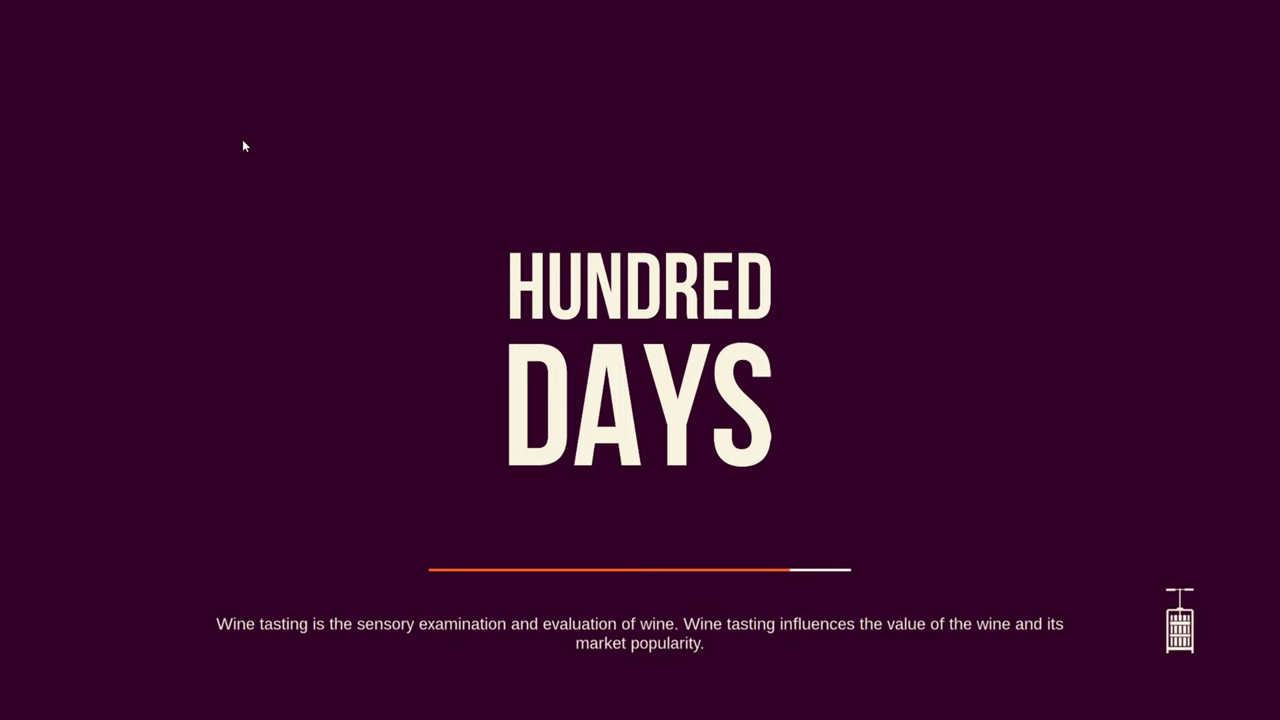 HUNDRED
DAYS
Wine tasting is the sensory examination and evaluation of wine. Wine tasting influences the value of the wine and its
market popularity.